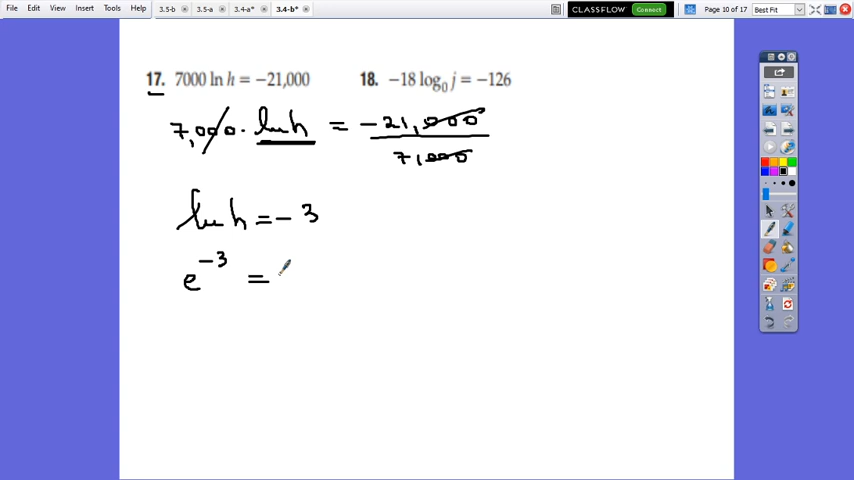 File Edit View Insert Tools Help 3.5-b 3.5-a 3.4-a* 3.4-b* CLASSFLOW Connect Page 10 of 17 Best Fit
17. 7000 ln h = −21,000 18. −18 log₀ j = −126
7,000 · ln h = −21,000
7,000
ln h = − 3
e⁻³ =